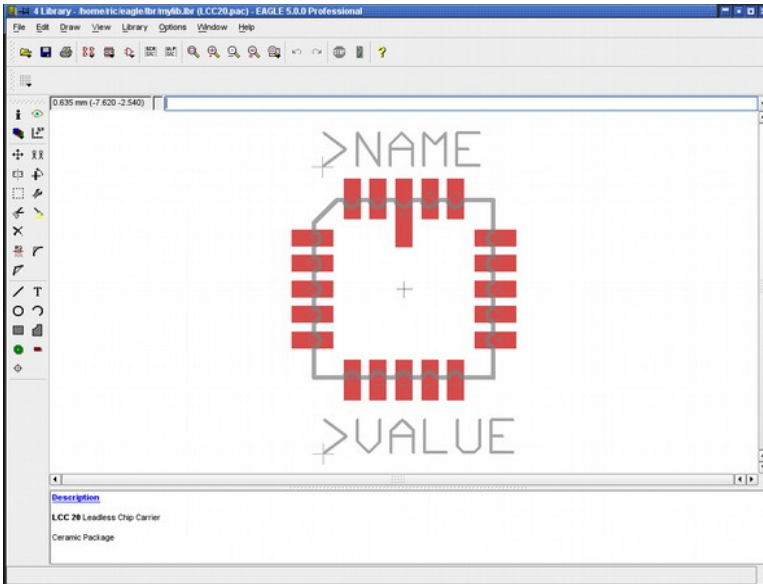 4 Library - /home/ric/eagle/lbr/mylib.lbr (LCC20.pac) - EAGLE 5.0.0 Professional
File Edit Draw View Library Options Window Help
0.635 mm (-7.620 -2.540)
>NAME
>VALUE
Description
LCC 20 Leadless Chip Carrier
Ceramic Package